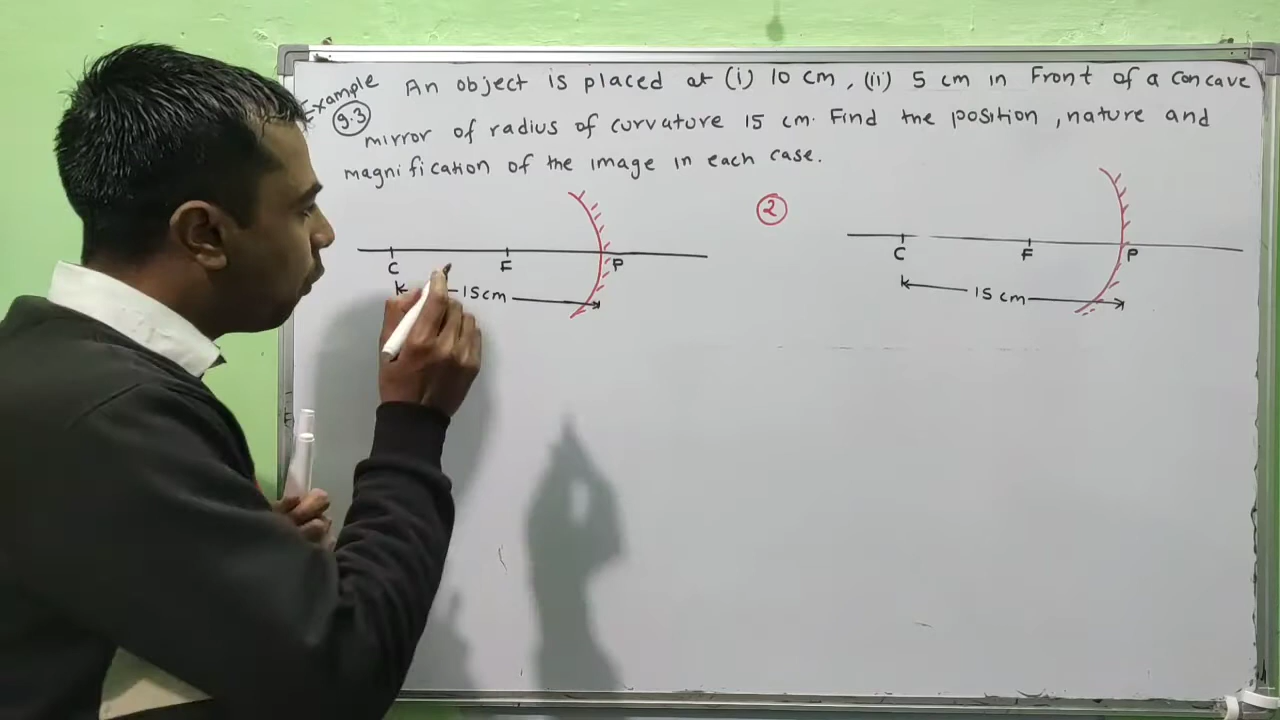 Example
9.3
An object is placed at (i) 10 cm, (ii) 5 cm in Front of a concave
mirror of radius of curvature 15 cm. Find the position, nature and
magnification of the image in each case.
2
C F P
15cm
C F P
15 cm